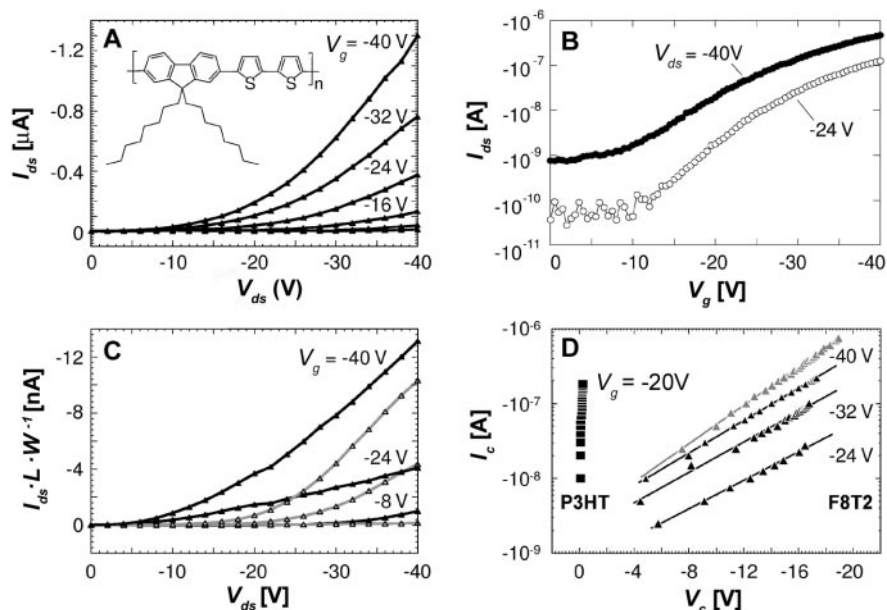 A
V_g = -40 V
-32 V
-24 V
-16 V
S
S
n
-1.2
-0.8
-0.4
0
I_ds [μA]
0
-10
-20
-30
-40
V_ds (V)
B
V_ds = -40V
-24 V
-10^-6
-10^-7
-10^-8
-10^-9
-10^-10
-10^-11
I_ds [A]
0
-10
-20
-30
-40
V_g [V]
C
V_g = -40 V
-24 V
-8 V
-12
-8
-4
0
I_ds · L · W^-1 [nA]
0
-10
-20
-30
-40
V_ds [V]
D
V_g = -20V
-40 V
-32 V
-24 V
P3HT
F8T2
-10^-6
-10^-7
-10^-8
-10^-9
I_c [A]
0
-4
-8
-12
-16
-20
V_c [V]